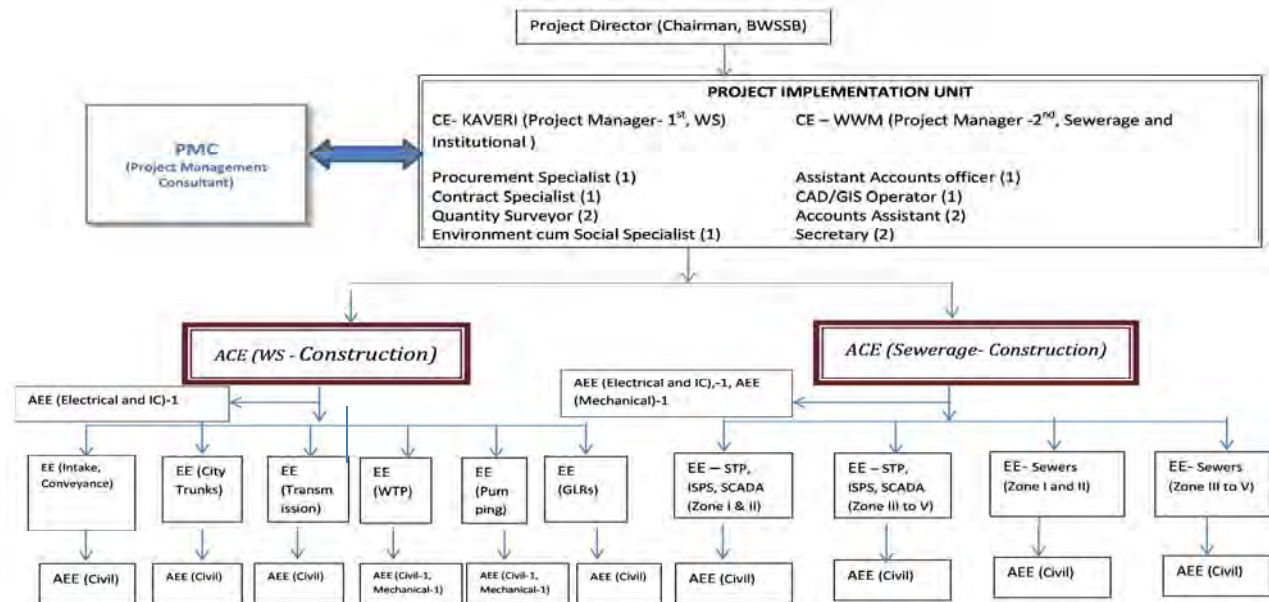 Project Director (Chairman, BWSSB)
PROJECT IMPLEMENTATION UNIT
CE- KAVERI (Project Manager- 1st, WS)
Institutional )
CE – WWM (Project Manager -2nd, Sewerage and
Procurement Specialist (1)
Contract Specialist (1)
Quantity Surveyor (2)
Environment cum Social Specialist (1)
Assistant Accounts officer (1)
CAD/GIS Operator (1)
Accounts Assistant (2)
Secretary (2)
PMC
(Project Management
Consultant)
ACE (WS - Construction)
ACE (Sewerage- Construction)
AEE (Electrical and IC)-1
AEE (Electrical and IC),-1, AEE
(Mechanical)-1
EE (Intake,
Conveyance)
EE (City
Trunks)
EE
(Transm
ission)
EE
(WTP)
EE
(Pum
ping)
EE
(GLRs)
EE – STP,
ISPS, SCADA
(Zone I & II)
EE – STP,
ISPS, SCADA
(Zone III to V)
EE- Sewers
(Zone I and II)
EE- Sewers
(Zone III to V)
AEE (Civil)
AEE (Civil)
AEE (Civil)
AEE (Civil-1,
Mechanical-1)
AEE (Civil-1,
Mechanical-1)
AEE (Civil)
AEE (Civil)
AEE (Civil)
AEE (Civil)
AEE (Civil)